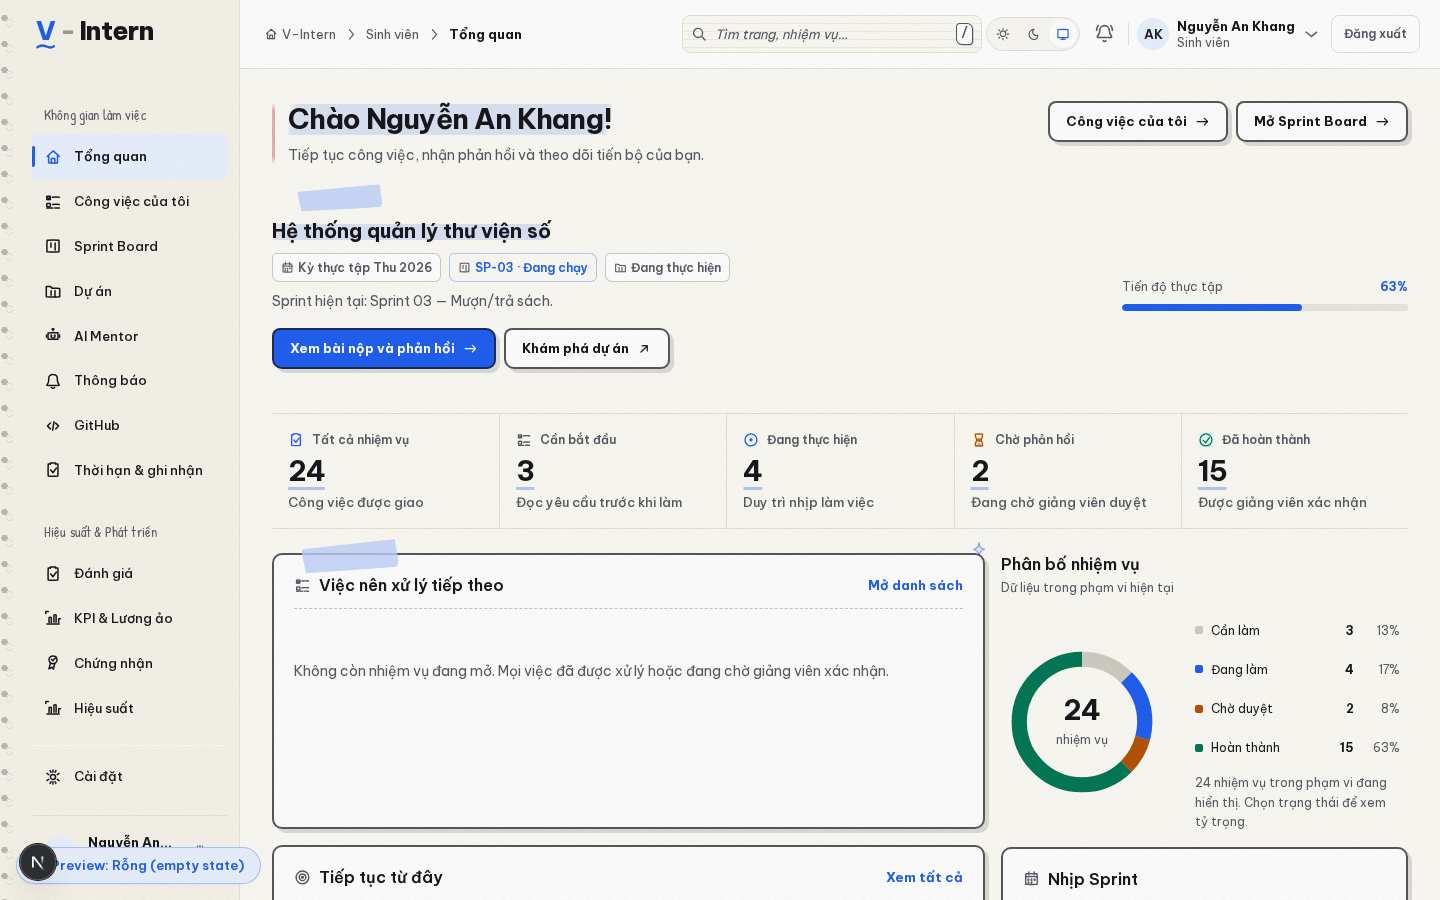 V - Intern
Không gian làm việc
Tổng quan
Công việc của tôi
Sprint Board
Dự án
AI Mentor
Thông báo
GitHub
Thời hạn & ghi nhận
Hiệu suất & Phát triển
Đánh giá
KPI & Lương ảo
Chứng nhận
Hiệu suất
Cài đặt
Nguyễn An...
Preview: Rỗng (empty state)
N
V-Intern > Sinh viên > Tổng quan
Tìm trang, nhiệm vụ...
/
AK
Nguyễn An Khang
Sinh viên
Đăng xuất
Chào Nguyễn An Khang!
Tiếp tục công việc, nhận phản hồi và theo dõi tiến bộ của bạn.
Công việc của tôi →
Mở Sprint Board →
Hệ thống quản lý thư viện số
Kỳ thực tập Thu 2026
SP-03 · Đang chạy
Đang thực hiện
Sprint hiện tại: Sprint 03 — Mượn/trả sách.
Tiến độ thực tập 63%
Xem bài nộp và phản hồi →
Khám phá dự án ↗
Tất cả nhiệm vụ
24
Công việc được giao
Cần bắt đầu
3
Đọc yêu cầu trước khi làm
Đang thực hiện
4
Duy trì nhịp làm việc
Chờ phản hồi
2
Đang chờ giảng viên duyệt
Đã hoàn thành
15
Được giảng viên xác nhận
Việc nên xử lý tiếp theo
Mở danh sách
Không còn nhiệm vụ đang mở. Mọi việc đã được xử lý hoặc đang chờ giảng viên xác nhận.
Phân bố nhiệm vụ
Dữ liệu trong phạm vi hiện tại
24
nhiệm vụ
Cần làm 3 13%
Đang làm 4 17%
Chờ duyệt 2 8%
Hoàn thành 15 63%
24 nhiệm vụ trong phạm vi đang
hiển thị. Chọn trạng thái để xem
tỷ trọng.
Tiếp tục từ đây
Xem tất cả
Nhịp Sprint